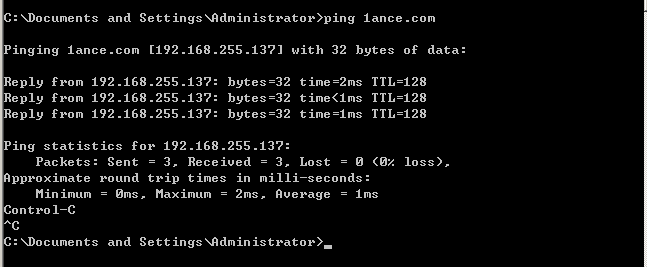 C:\Documents and Settings\Administrator>ping 1ance.com
Pinging 1ance.com [192.168.255.137] with 32 bytes of data:
Reply from 192.168.255.137: bytes=32 time=2ms TTL=128
Reply from 192.168.255.137: bytes=32 time<1ms TTL=128
Reply from 192.168.255.137: bytes=32 time=1ms TTL=128
Ping statistics for 192.168.255.137:
    Packets: Sent = 3, Received = 3, Lost = 0 (0% loss),
Approximate round trip times in milli-seconds:
    Minimum = 0ms, Maximum = 2ms, Average = 1ms
Control-C
^C
C:\Documents and Settings\Administrator>_